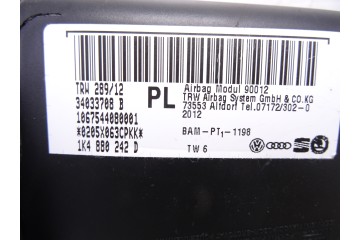 TRW 289/12
34033708 B
1067544080001
*0205X063CPKK*
1K4 880 242 D
PL
Airbag Modul 90012
TRW Airbag System GmbH & CO.KG
73553 Alfdorf Tel.07172/302-0
2012
BAM-PT1-1198
TW 6